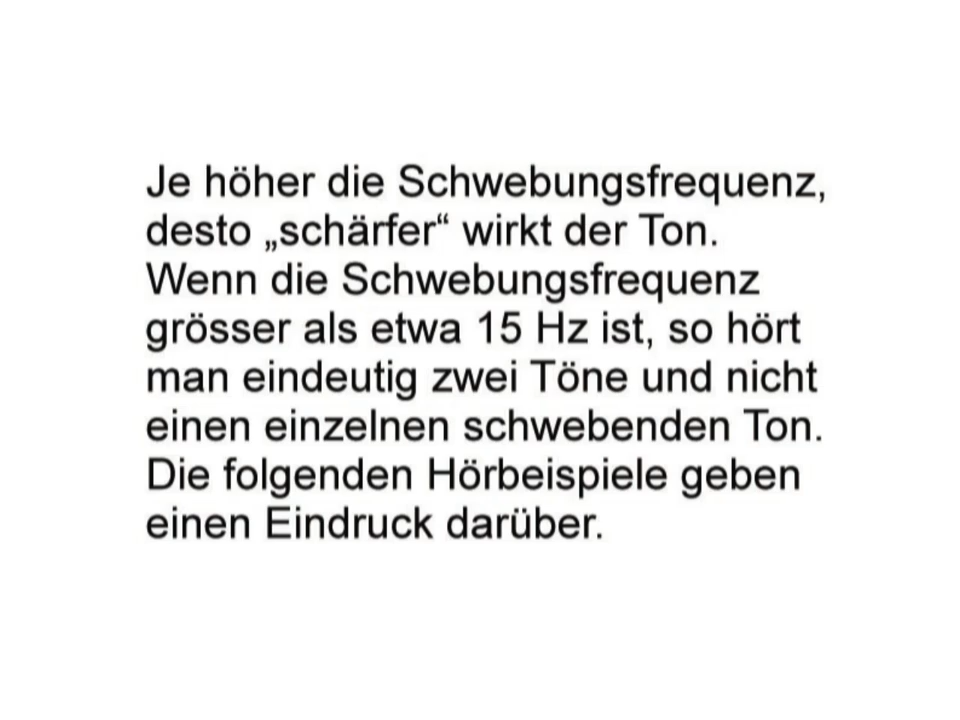 Je höher die Schwebungsfrequenz,
desto „schärfer“ wirkt der Ton.
Wenn die Schwebungsfrequenz
grösser als etwa 15 Hz ist, so hört
man eindeutig zwei Töne und nicht
einen einzelnen schwebenden Ton.
Die folgenden Hörbeispiele geben
einen Eindruck darüber.